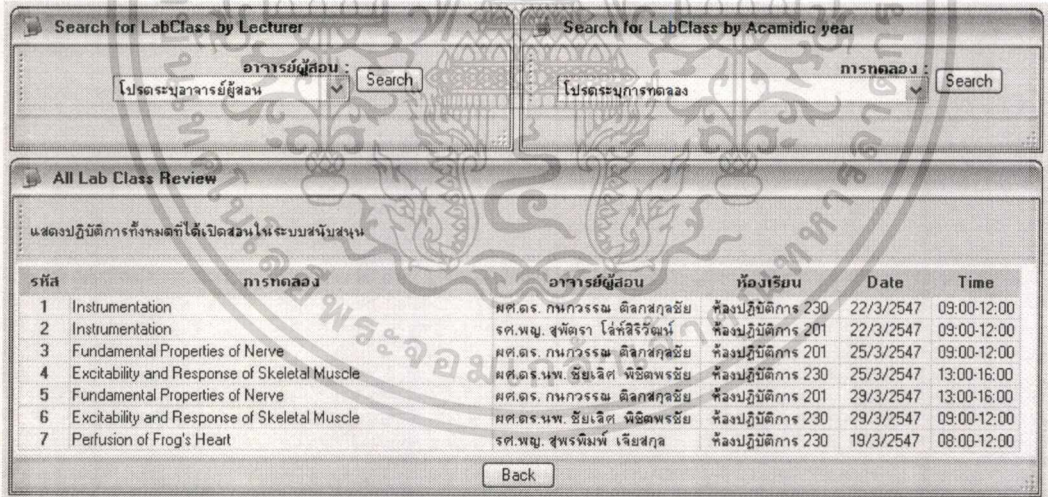 Search for LabClass by Lecturer
อาจารย์ผู้สอน :
โปรดระบุอาจารย์ผู้สอน
Search
Search for LabClass by Acamidic year
การทดลอง :
โปรดระบุการทดลอง
Search
All Lab Class Review
แสดงปฏิบัติการทั้งหมดที่ได้เปิดสอนในระบบสนับสนุน
รหัส การทดลอง อาจารย์ผู้สอน ห้องเรียน Date Time
1 Instrumentation ผศ.ดร. กนกวรรณ ติลกสกุลชัย ห้องปฏิบัติการ 230 22/3/2547 09:00-12:00
2 Instrumentation รศ.พญ. สุพัตรา โล่ห์สิริวัฒน์ ห้องปฏิบัติการ 201 22/3/2547 09:00-12:00
3 Fundamental Properties of Nerve ผศ.ดร. กนกวรรณ ติลกสกุลชัย ห้องปฏิบัติการ 201 25/3/2547 09:00-12:00
4 Excitability and Response of Skeletal Muscle ผศ.ดร.นพ. ชัยเลิศ พิชิตพรชัย ห้องปฏิบัติการ 230 25/3/2547 13:00-16:00
5 Fundamental Properties of Nerve ผศ.ดร. กนกวรรณ ติลกสกุลชัย ห้องปฏิบัติการ 201 29/3/2547 13:00-16:00
6 Excitability and Response of Skeletal Muscle ผศ.ดร.นพ. ชัยเลิศ พิชิตพรชัย ห้องปฏิบัติการ 230 29/3/2547 09:00-12:00
7 Perfusion of Frog's Heart รศ.พญ. สุพรพิมพ์ เจียสกุล ห้องปฏิบัติการ 230 19/3/2547 08:00-12:00
Back